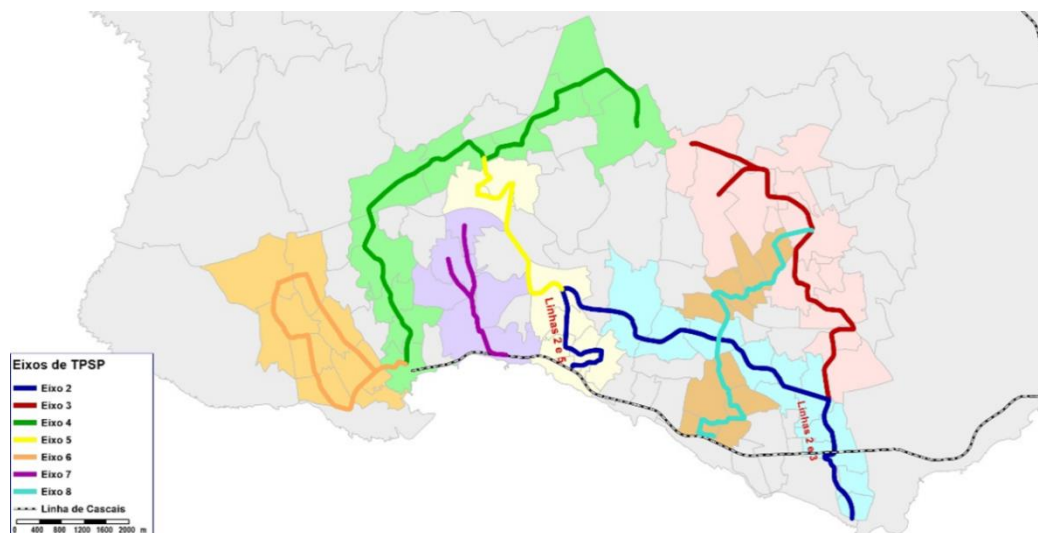 Linhas 2 e 5
Linhas 2 e 3
Eixos de TPSP
Eixo 2
Eixo 3
Eixo 4
Eixo 5
Eixo 6
Eixo 7
Eixo 8
Linha de Cascais
0 400 800 1200 1600 2000 m